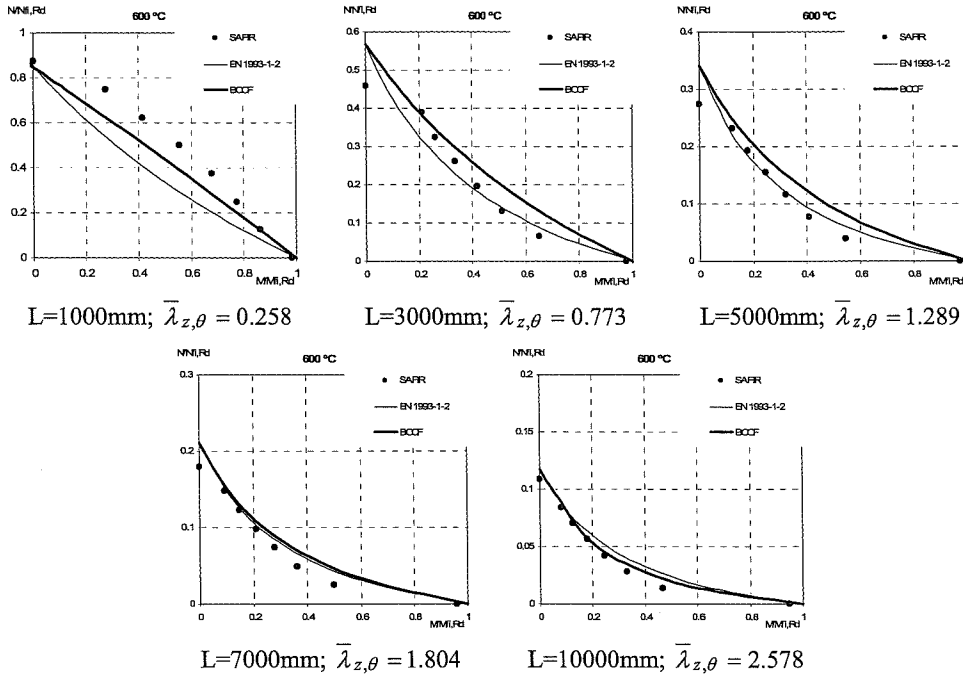 N/Nfi,Rd
600 ºC
1
0.8
0.6
0.4
0.2
0
0 0.2 0.4 0.6 0.8 1
M/Mfi,Rd
SAFIR
EN 1993-1-2
BCCF
L=1000mm; λ̅z,θ = 0.258
N/Nfi,Rd
600 ºC
0.6
0.5
0.4
0.3
0.2
0.1
0
0 0.2 0.4 0.6 0.8 1
M/Mfi,Rd
SAFIR
EN 1993-1-2
BCCF
L=3000mm; λ̅z,θ = 0.773
N/Nfi,Rd
600 ºC
0.4
0.3
0.2
0.1
0
0 0.2 0.4 0.6 0.8 1
M/Mfi,Rd
SAFIR
EN 1993-1-2
BCCF
L=5000mm; λ̅z,θ = 1.289
N/Nfi,Rd
600 ºC
0.3
0.2
0.1
0
0 0.2 0.4 0.6 0.8 1
M/Mfi,Rd
SAFIR
EN 1993-1-2
BCCF
L=7000mm; λ̅z,θ = 1.804
N/Nfi,Rd
600 ºC
0.2
0.15
0.1
0.05
0
0 0.2 0.4 0.6 0.8 1
M/Mfi,Rd
SAFIR
EN 1993-1-2
BCCF
L=10000mm; λ̅z,θ = 2.578